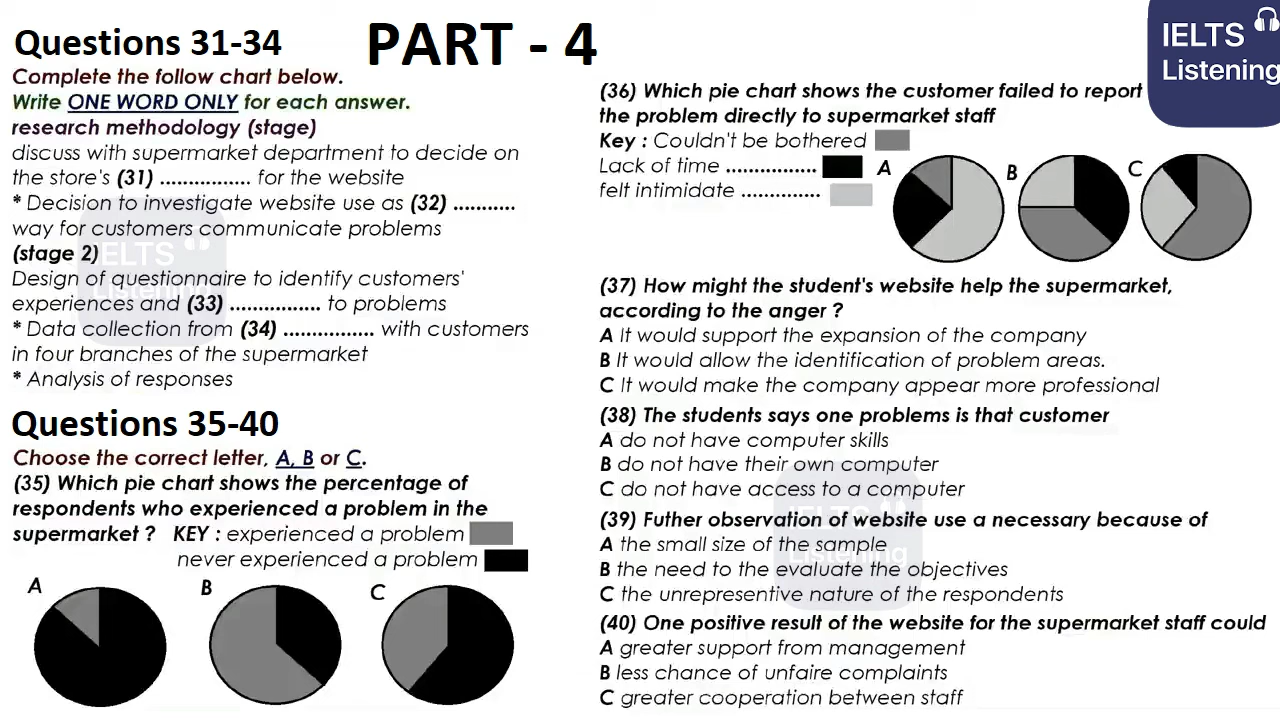 Questions 31-34
PART - 4
Complete the follow chart below.
Write ONE WORD ONLY for each answer.
research methodology (stage)
discuss with supermarket department to decide on
the store's (31) ................ for the website
* Decision to investigate website use as (32) ...........
way for customers communicate problems
(stage 2)
Design of questionnaire to identify customers'
experiences and (33) ................ to problems
* Data collection from (34) ................ with customers
in four branches of the supermarket
* Analysis of responses
Questions 35-40
Choose the correct letter, A, B or C.
(35) Which pie chart shows the percentage of
respondents who experienced a problem in the
supermarket ? KEY : experienced a problem
never experienced a problem
A
B
C
IELTS
Listening
(36) Which pie chart shows the customer failed to report
the problem directly to supermarket staff
Key : Couldn't be bothered
Lack of time ................
felt intimidate ..............
A
B
C
(37) How might the student's website help the supermarket,
according to the anger ?
A It would support the expansion of the company
B It would allow the identification of problem areas.
C It would make the company appear more professional
(38) The students says one problems is that customer
A do not have computer skills
B do not have their own computer
C do not have access to a computer
(39) Futher observation of website use a necessary because of
A the small size of the sample
B the need to the evaluate the objectives
C the unrepresentive nature of the respondents
(40) One positive result of the website for the supermarket staff could
A greater support from management
B less chance of unfaire complaints
C greater cooperation between staff
IELTS
Listening
IELTS
Listening